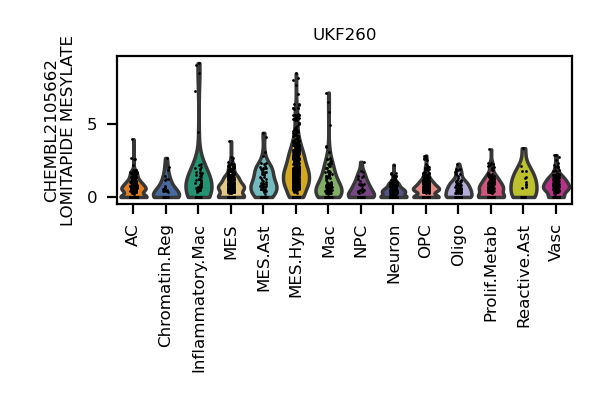 UKF260
CHEMBL2105662
LOMITAPIDE MESYLATE
5
0
AC
Chromatin.Reg
Inflammatory.Mac
MES
MES.Ast
MES.Hyp
Mac
NPC
Neuron
OPC
Oligo
Prolif.Metab
Reactive.Ast
Vasc